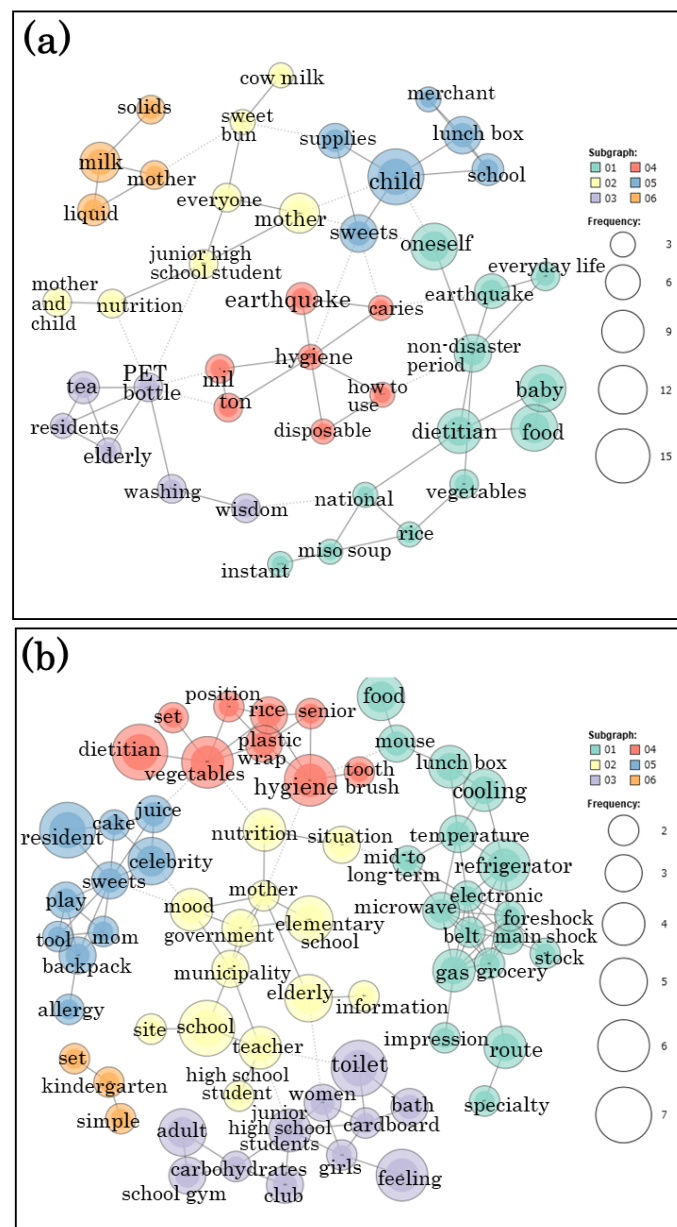 (a)
cow milk
merchant
solids
sweet
bun
supplies
lunch box
milk
mother
child
school
liquid
everyone
mother
sweets
oneself
junior high
school student
everyday life
mother
and
child
nutrition
earthquake
caries
earthquake
hygiene
non-disaster
period
PET
bottle
tea
mil
ton
how to
use
baby
residents
disposable
dietitian
food
elderly
washing
wisdom
national
vegetables
rice
miso soup
instant
Subgraph:
01 04
02 05
03 06
Frequency:
3
6
9
12
15
(b)
position
food
set
rice
senior
dietitian
plastic
wrap
mouse
vegetables
hygiene
tooth
brush
lunch box
cooling
juice
cake
resident
nutrition
situation
temperature
celebrity
mid-to
long-term
refrigerator
sweets
mother
electronic
play
mood
microwave
foreshock
elementary
school
tool
mom
government
belt
main shock
backpack
municipality
gas
grocery
stock
elderly
allergy
information
site
school
teacher
impression
route
set
high school
student
toilet
kindergarten
women
bath
specialty
simple
junior
high school
students
cardboard
adult
carbohydrates
girls
school gym
club
feeling
Subgraph:
01 04
02 05
03 06
Frequency:
2
3
4
5
6
7